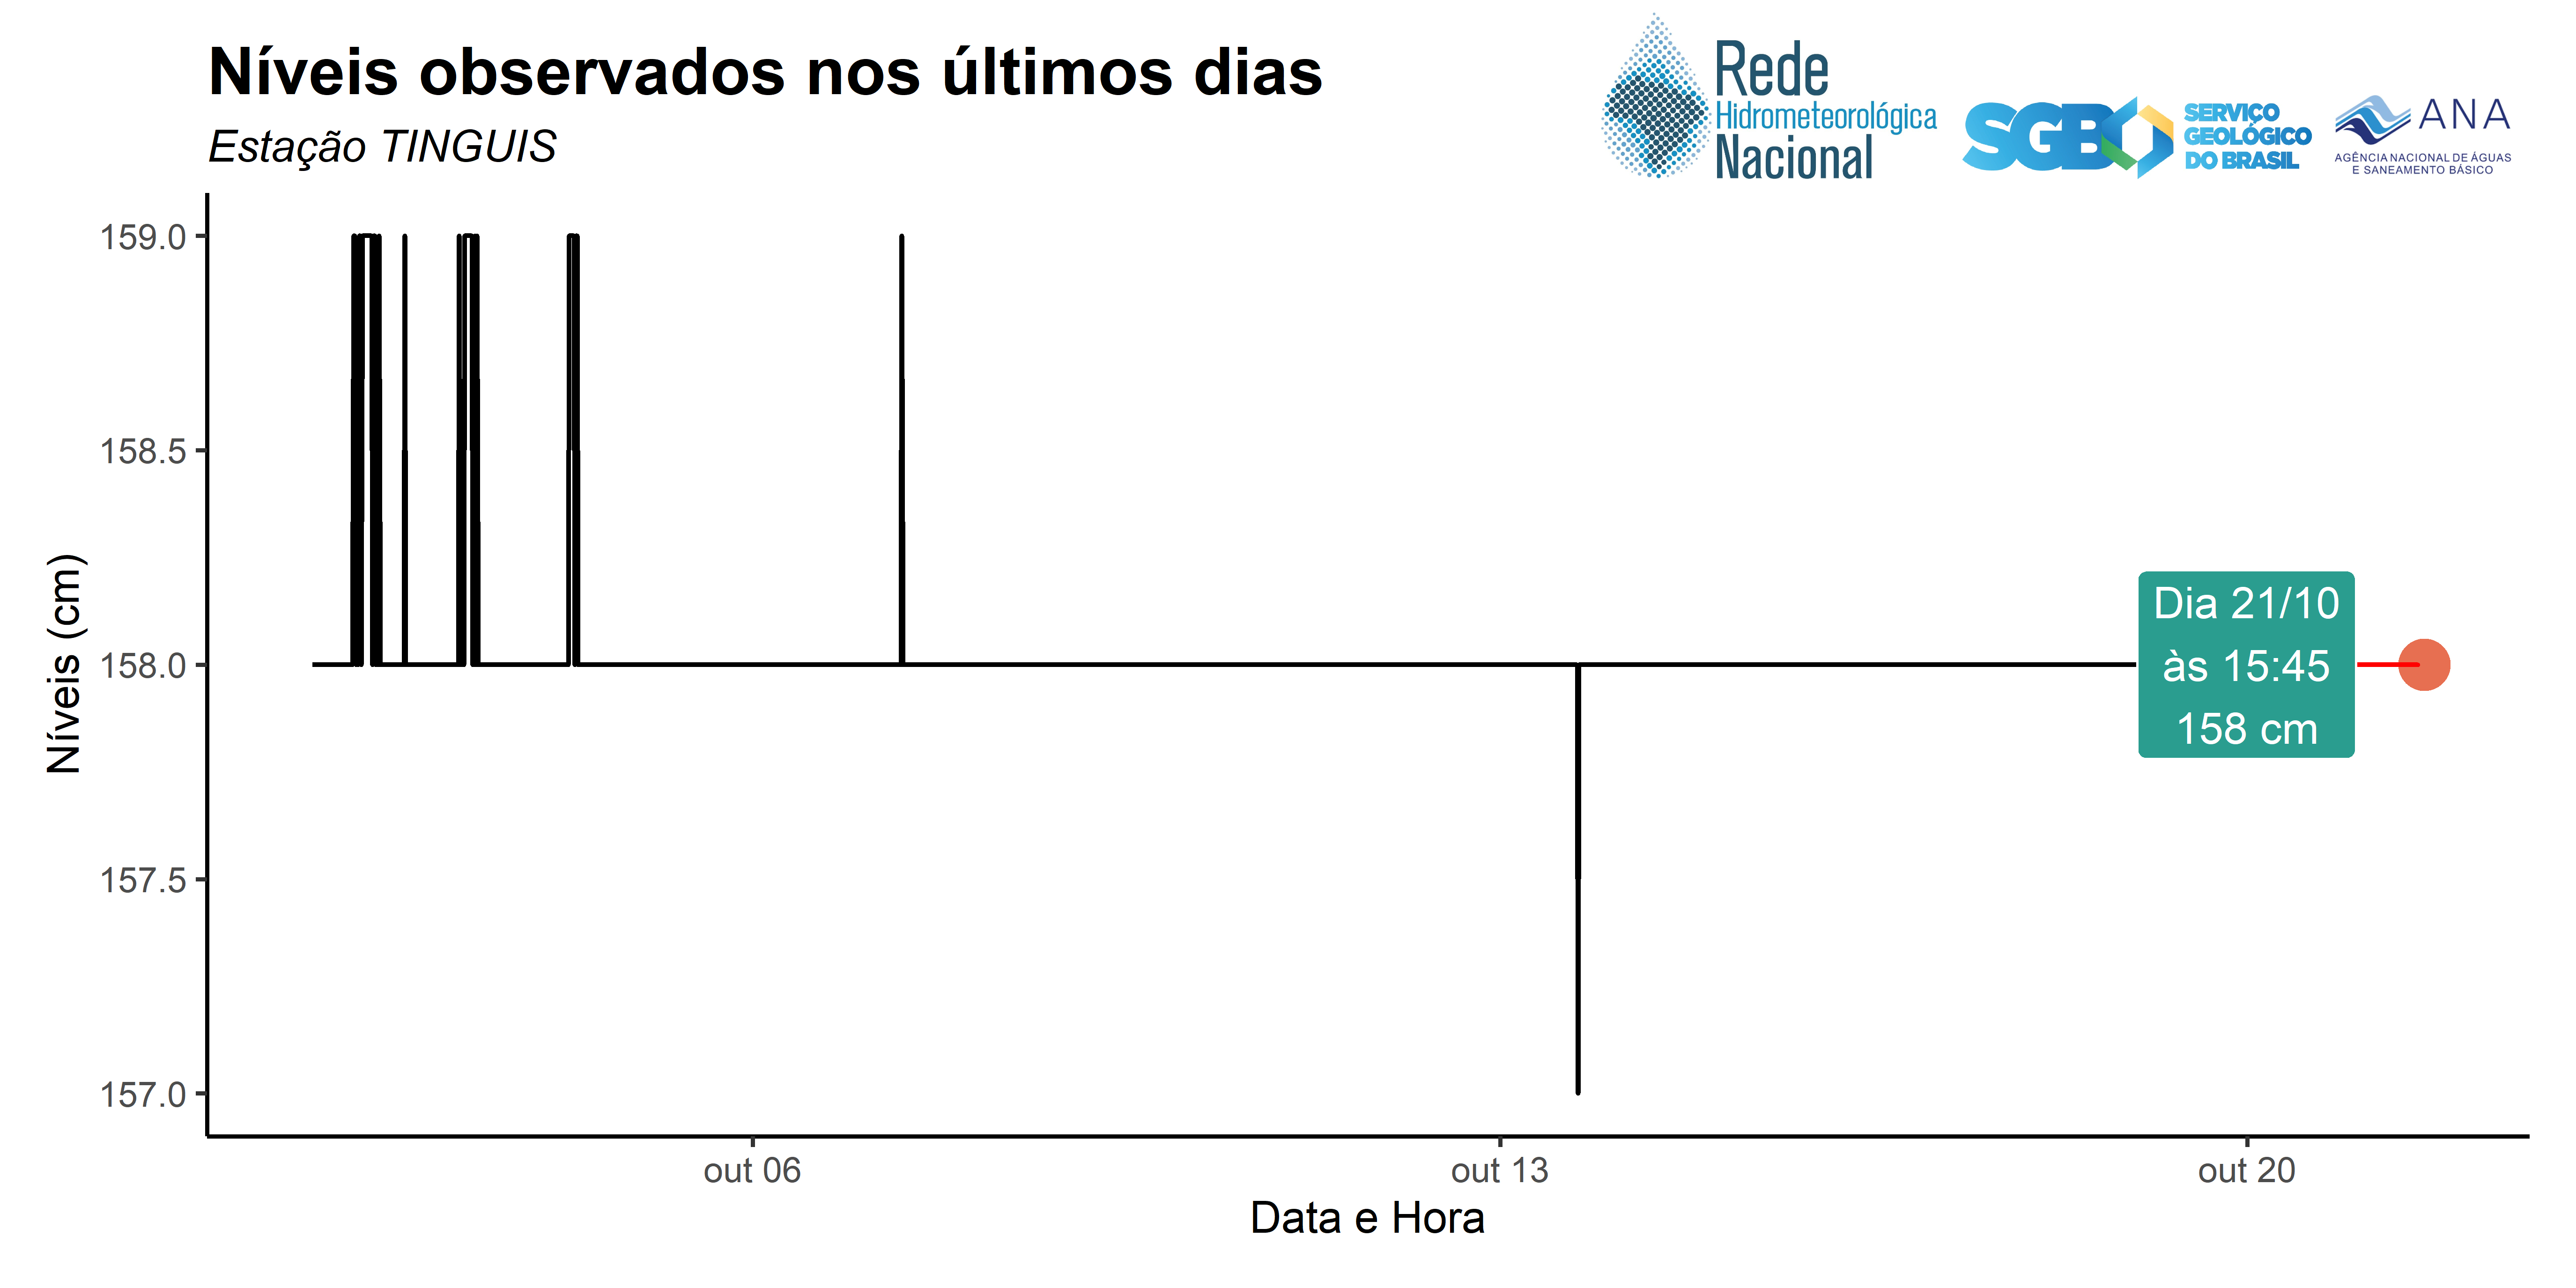 Níveis observados nos últimos dias
Estação TINGUIS
Rede
Hidrometeorológica
Nacional
SGB
SERVIÇO
GEOLÓGICO
DO BRASIL
ANA
AGÊNCIA NACIONAL DE ÁGUAS
E SANEAMENTO BÁSICO
Níveis (cm)
159.0
158.5
158.0
157.5
157.0
Dia 21/10
às 15:45
158 cm
out 06
out 13
out 20
Data e Hora